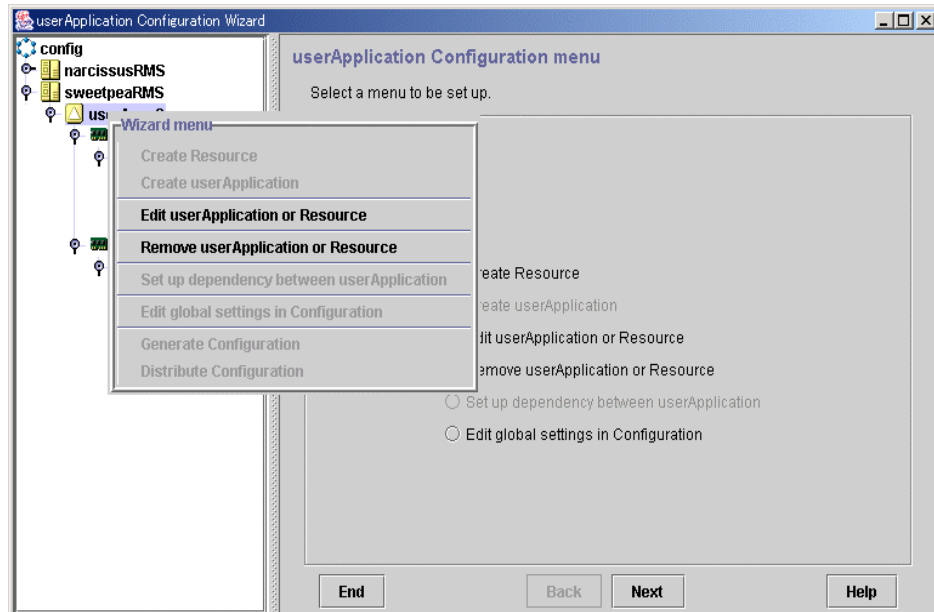 userApplication Configuration Wizard
config
narcissusRMS
sweetpeaRMS
userApplication Configuration menu
Select a menu to be set up.
Wizard menu
Create Resource
Create userApplication
Edit userApplication or Resource
Remove userApplication or Resource
Set up dependency between userApplication
Edit global settings in Configuration
Generate Configuration
Distribute Configuration
reate Resource
reate userApplication
dit userApplication or Resource
emove userApplication or Resource
Set up dependency between userApplication
Edit global settings in Configuration
End
Back
Next
Help